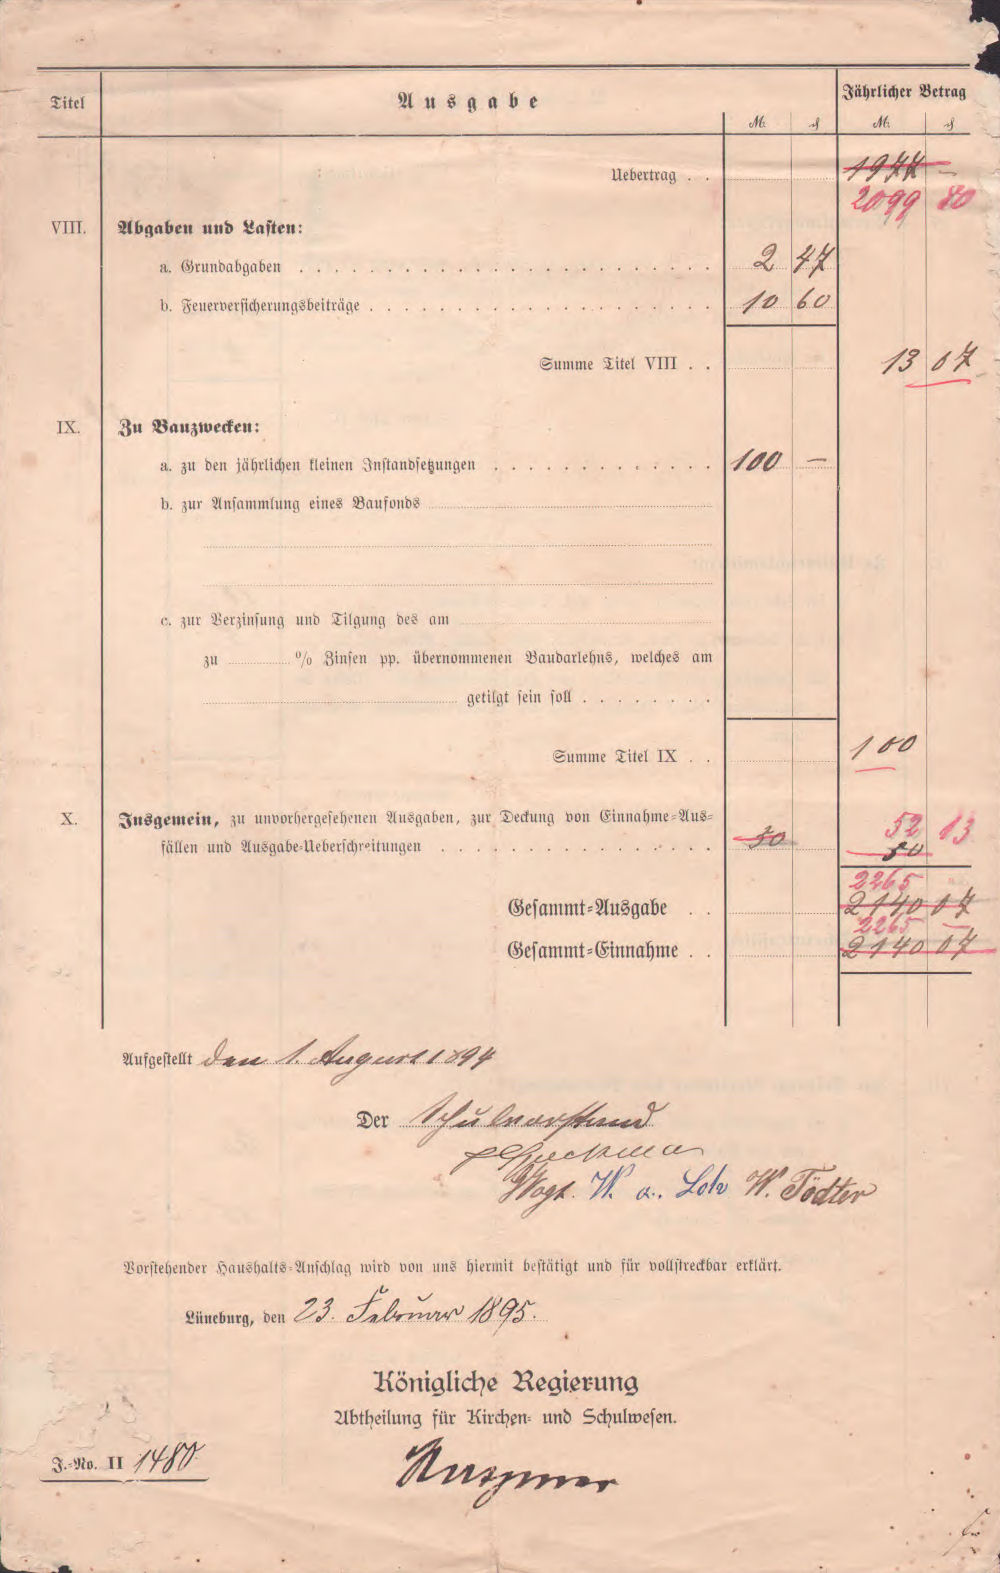 Titel Ausgabe Jährlicher Betrag
M. ₰ M. ₰
Uebertrag . . 1977 —
2099 80
VIII. Abgaben und Lasten:
a. Grundabgaben . . . 2 47
b. Feuerversicherungsbeiträge . . . 10 60
Summe Titel VIII . . 13 07
IX. Zu Bauzwecken:
a. zu den jährlichen kleinen Instandsetzungen . . . 100 —
b. zur Ansammlung eines Baufonds
c. zur Verzinsung und Tilgung des am
zu % Zinsen pp. übernommenen Baudarlehns, welches am
getilgt sein soll . . .
Summe Titel IX . . 100
X. Insgemein, zu unvorhergesehenen Ausgaben, zur Deckung von Einnahme-Aus- 52 13
fällen und Ausgabe-Ueberschreitungen . . . 50 50
2265
Gesammt-Ausgabe . . 2140 07
2265 —
Gesammt-Einnahme . . 2140 07
Aufgestellt den 1. August 1894
Der Schulvorstand
Vogt. W. W. Tödter
Vorstehender Haushalts-Anschlag wird von uns hiermit bestätigt und für vollstreckbar erklärt.
Lüneburg, den 23. Februar 1895.
Königliche Regierung
Abtheilung für Kirchen- und Schulwesen.
J.-No. II 1480.